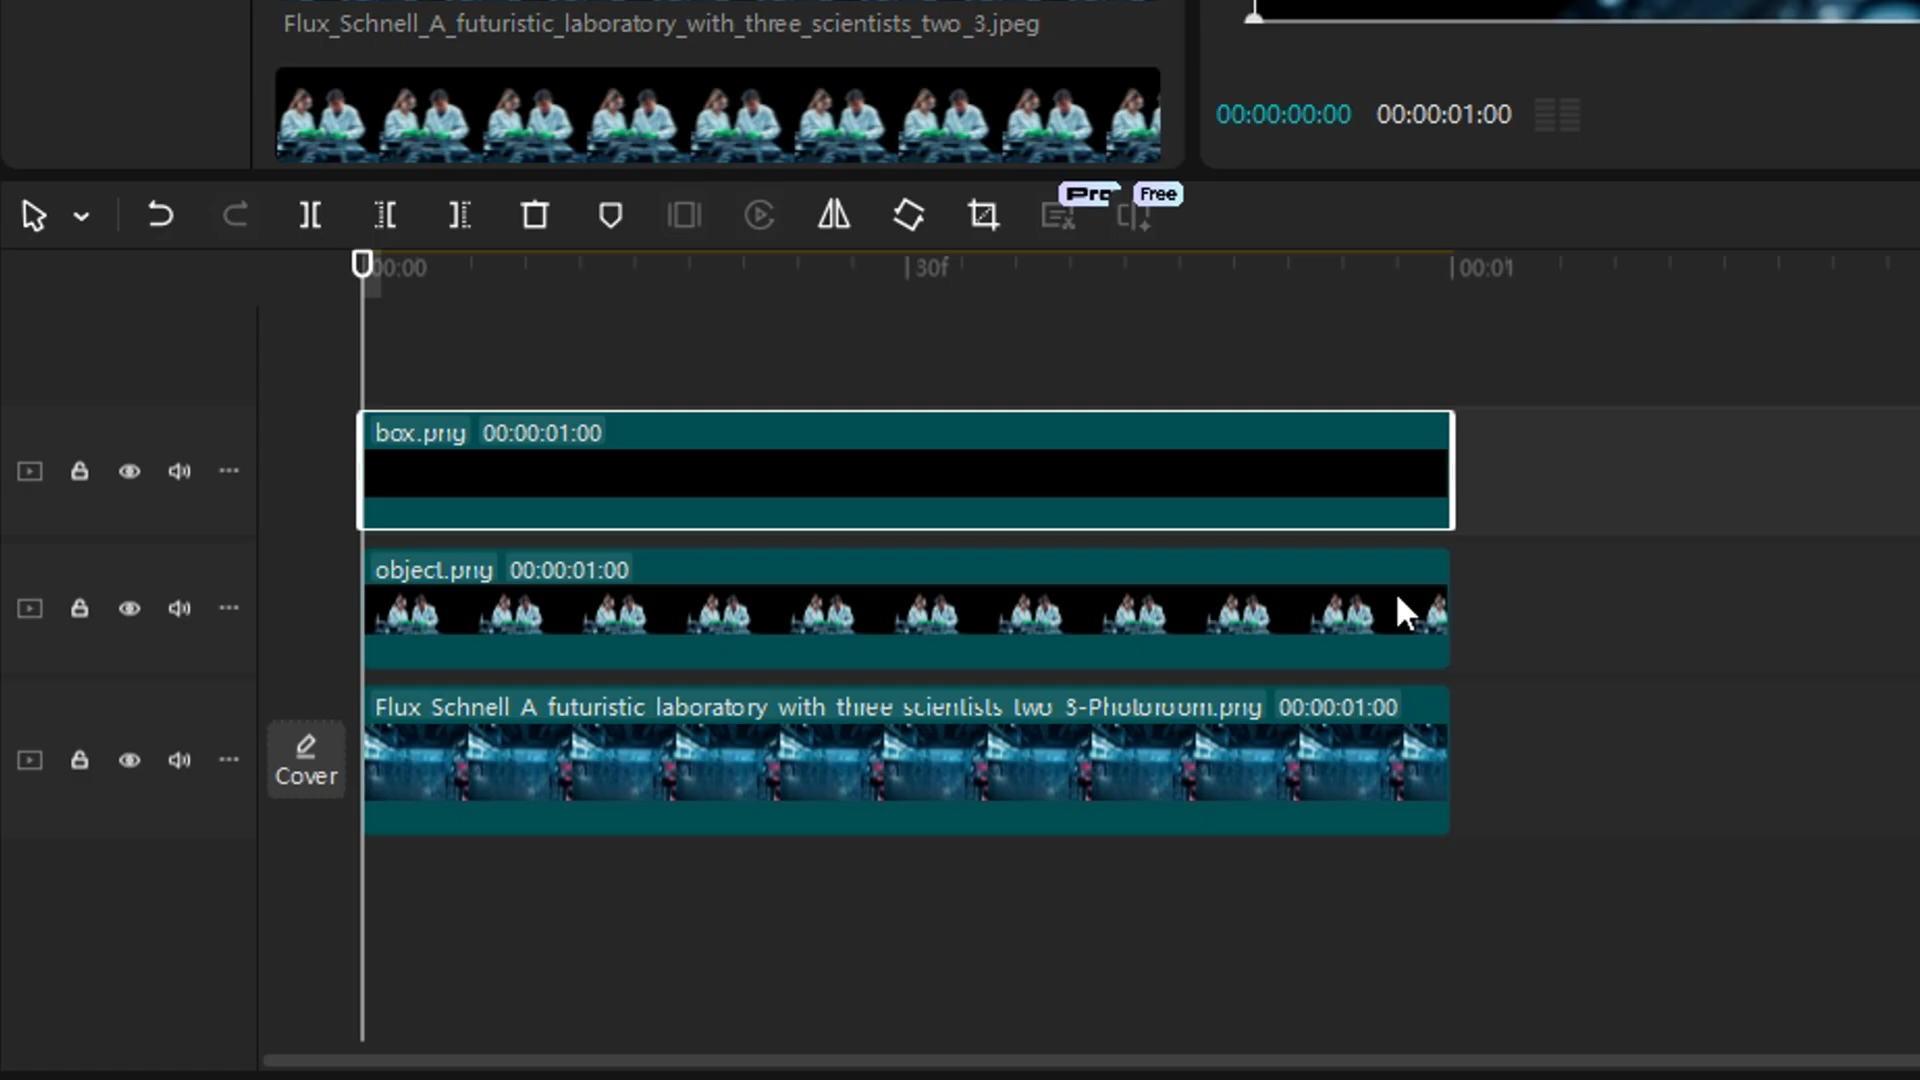 Flux_Schnell_A_futuristic_laboratory_with_three_scientists_two_3.jpeg
00:00:00:00 00:00:01:00
Pro Free
00:00 30f 00:01
box.png 00:00:01:00
object.png 00:00:01:00
Flux Schnell A futuristic laboratory with three scientists two 3-Photoroom.png 00:00:01:00
Cover